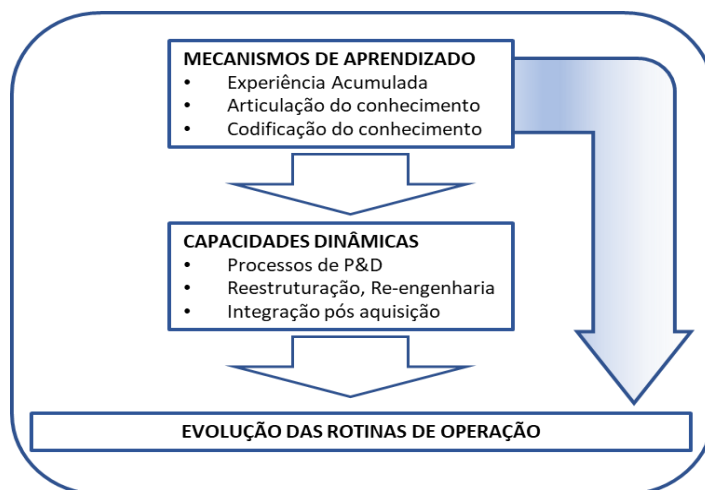 MECANISMOS DE APRENDIZADO
• Experiência Acumulada
• Articulação do conhecimento
• Codificação do conhecimento
CAPACIDADES DINÂMICAS
• Processos de P&D
• Reestruturação, Re-engenharia
• Integração pós aquisição
EVOLUÇÃO DAS ROTINAS DE OPERAÇÃO